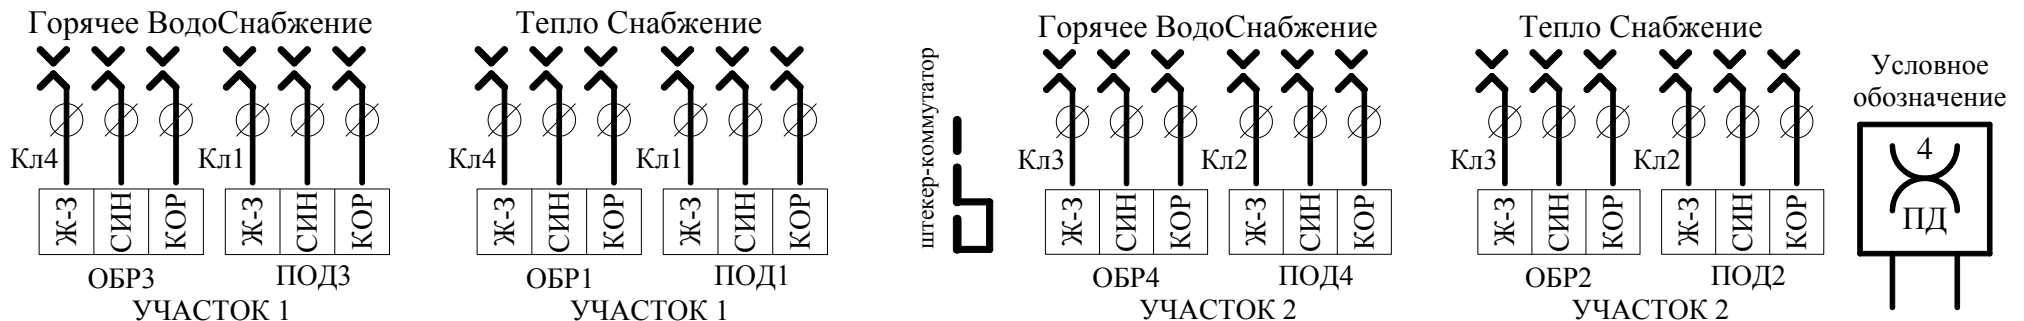 Горячее ВодоСнабжение
Кл4
Кл1
Ж-З СИН КОР
Ж-З СИН КОР
ОБР3
ПОД3
УЧАСТОК 1
Тепло Снабжение
Кл4
Кл1
Ж-З СИН КОР
Ж-З СИН КОР
ОБР1
ПОД1
УЧАСТОК 1
штекер-коммутатор
Горячее ВодоСнабжение
Кл3
Кл2
Ж-З СИН КОР
Ж-З СИН КОР
ОБР4
ПОД4
УЧАСТОК 2
Тепло Снабжение
Кл3
Кл2
Ж-З СИН КОР
Ж-З СИН КОР
ОБР2
ПОД2
УЧАСТОК 2
Условное
обозначение
4
ПД